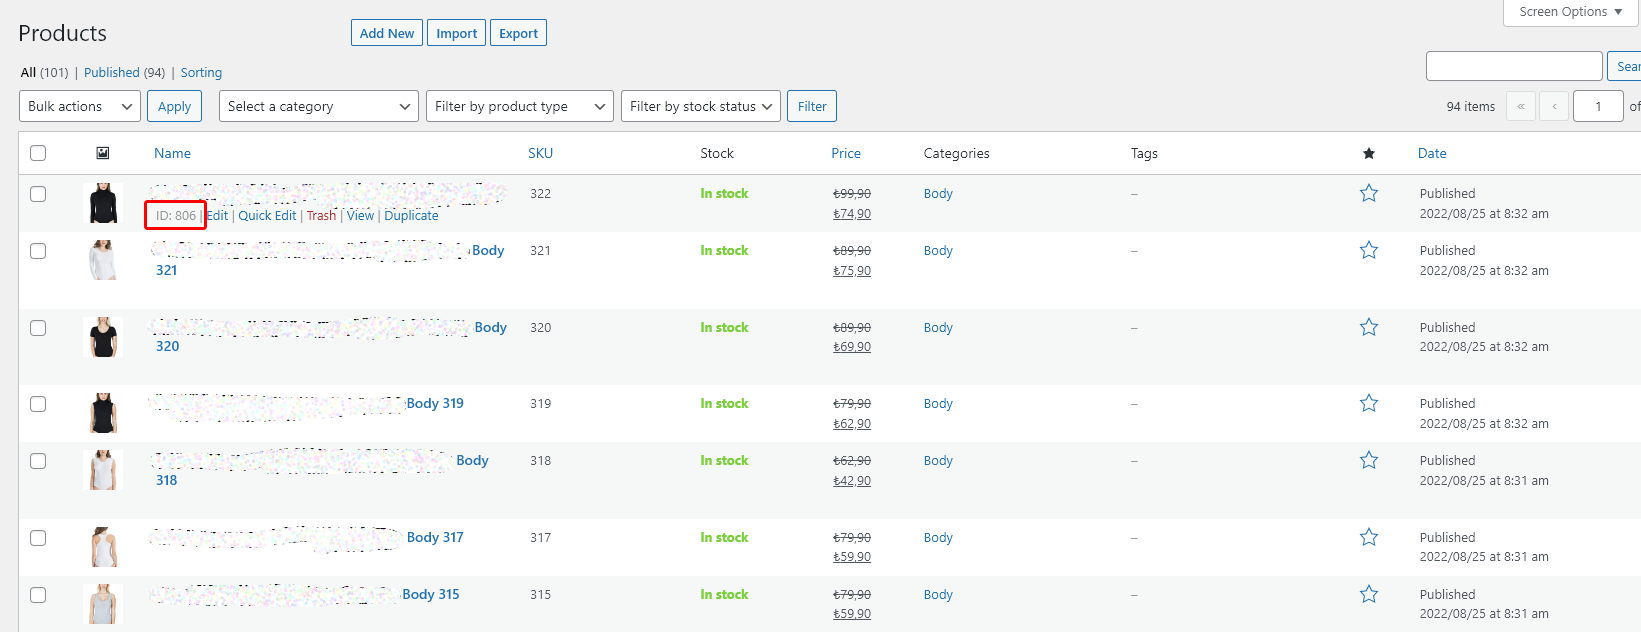 Screen Options ▼
Products Add New Import Export
All (101) | Published (94) | Sorting
Sear
Bulk actions Apply Select a category Filter by product type Filter by stock status Filter 94 items « ‹ 1 of
Name SKU Stock Price Categories Tags ★ Date
322 In stock ₺99,90 Body – Published
ID: 806 | Edit | Quick Edit | Trash | View | Duplicate ₺74,90 2022/08/25 at 8:32 am
Body 321 In stock ₺89,90 Body – Published
321 ₺75,90 2022/08/25 at 8:32 am
Body 320 In stock ₺89,90 Body – Published
320 ₺69,90 2022/08/25 at 8:32 am
Body 319 319 In stock ₺79,90 Body – Published
₺62,90 2022/08/25 at 8:32 am
Body 318 In stock ₺62,90 Body – Published
318 ₺42,90 2022/08/25 at 8:31 am
Body 317 317 In stock ₺79,90 Body – Published
₺59,90 2022/08/25 at 8:31 am
Body 315 315 In stock ₺79,90 Body – Published
₺59,90 2022/08/25 at 8:31 am